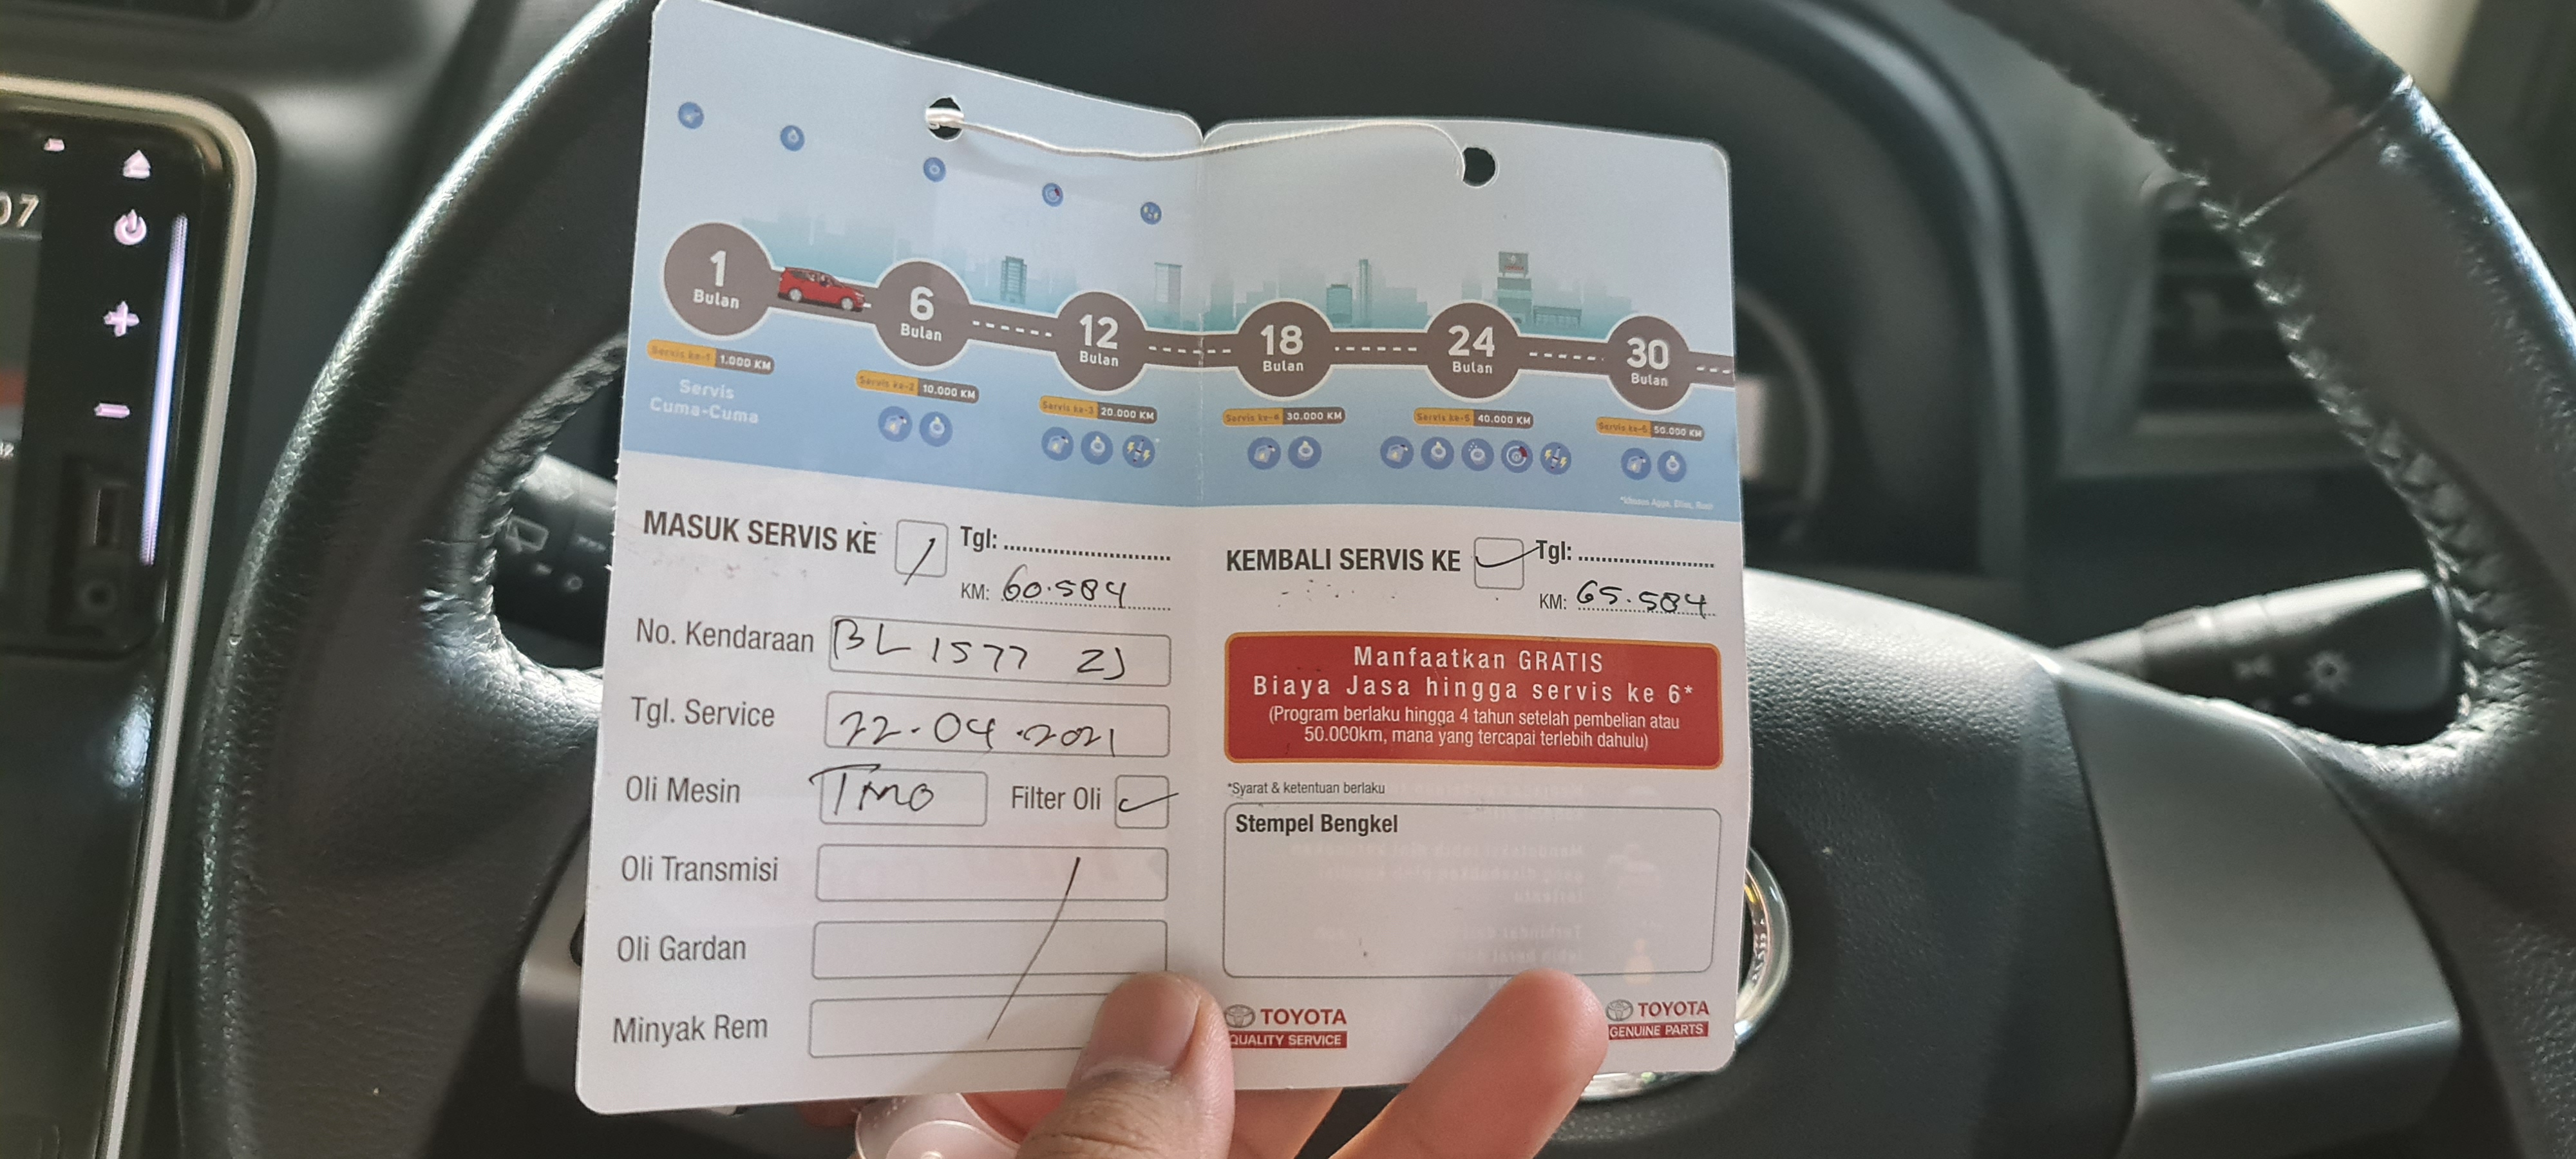 07
1
Bulan
6
Bulan
12
Bulan
18
Bulan
24
Bulan
30
Bulan
Servis ke-1 1.000 KM
Servis
Cuma-Cuma
Servis ke-2 10.000 KM
Servis ke-3 20.000 KM
Servis ke-4 30.000 KM
Servis ke-5 40.000 KM
Servis ke-6 50.000 KM
MASUK SERVIS KE / Tgl:
KM: 60.584
No. Kendaraan BL 1577 ZJ
Tgl. Service 22-04-2021
Oli Mesin TMO Filter Oli
Oli Transmisi
Oli Gardan
Minyak Rem
KEMBALI SERVIS KE Tgl:
KM: 65.584
Manfaatkan GRATIS
Biaya Jasa hingga servis ke 6*
(Program berlaku hingga 4 tahun setelah pembelian atau
50.000km, mana yang tercapai terlebih dahulu)
*Syarat & ketentuan berlaku
Stempel Bengkel
TOYOTA
QUALITY SERVICE
TOYOTA
GENUINE PARTS